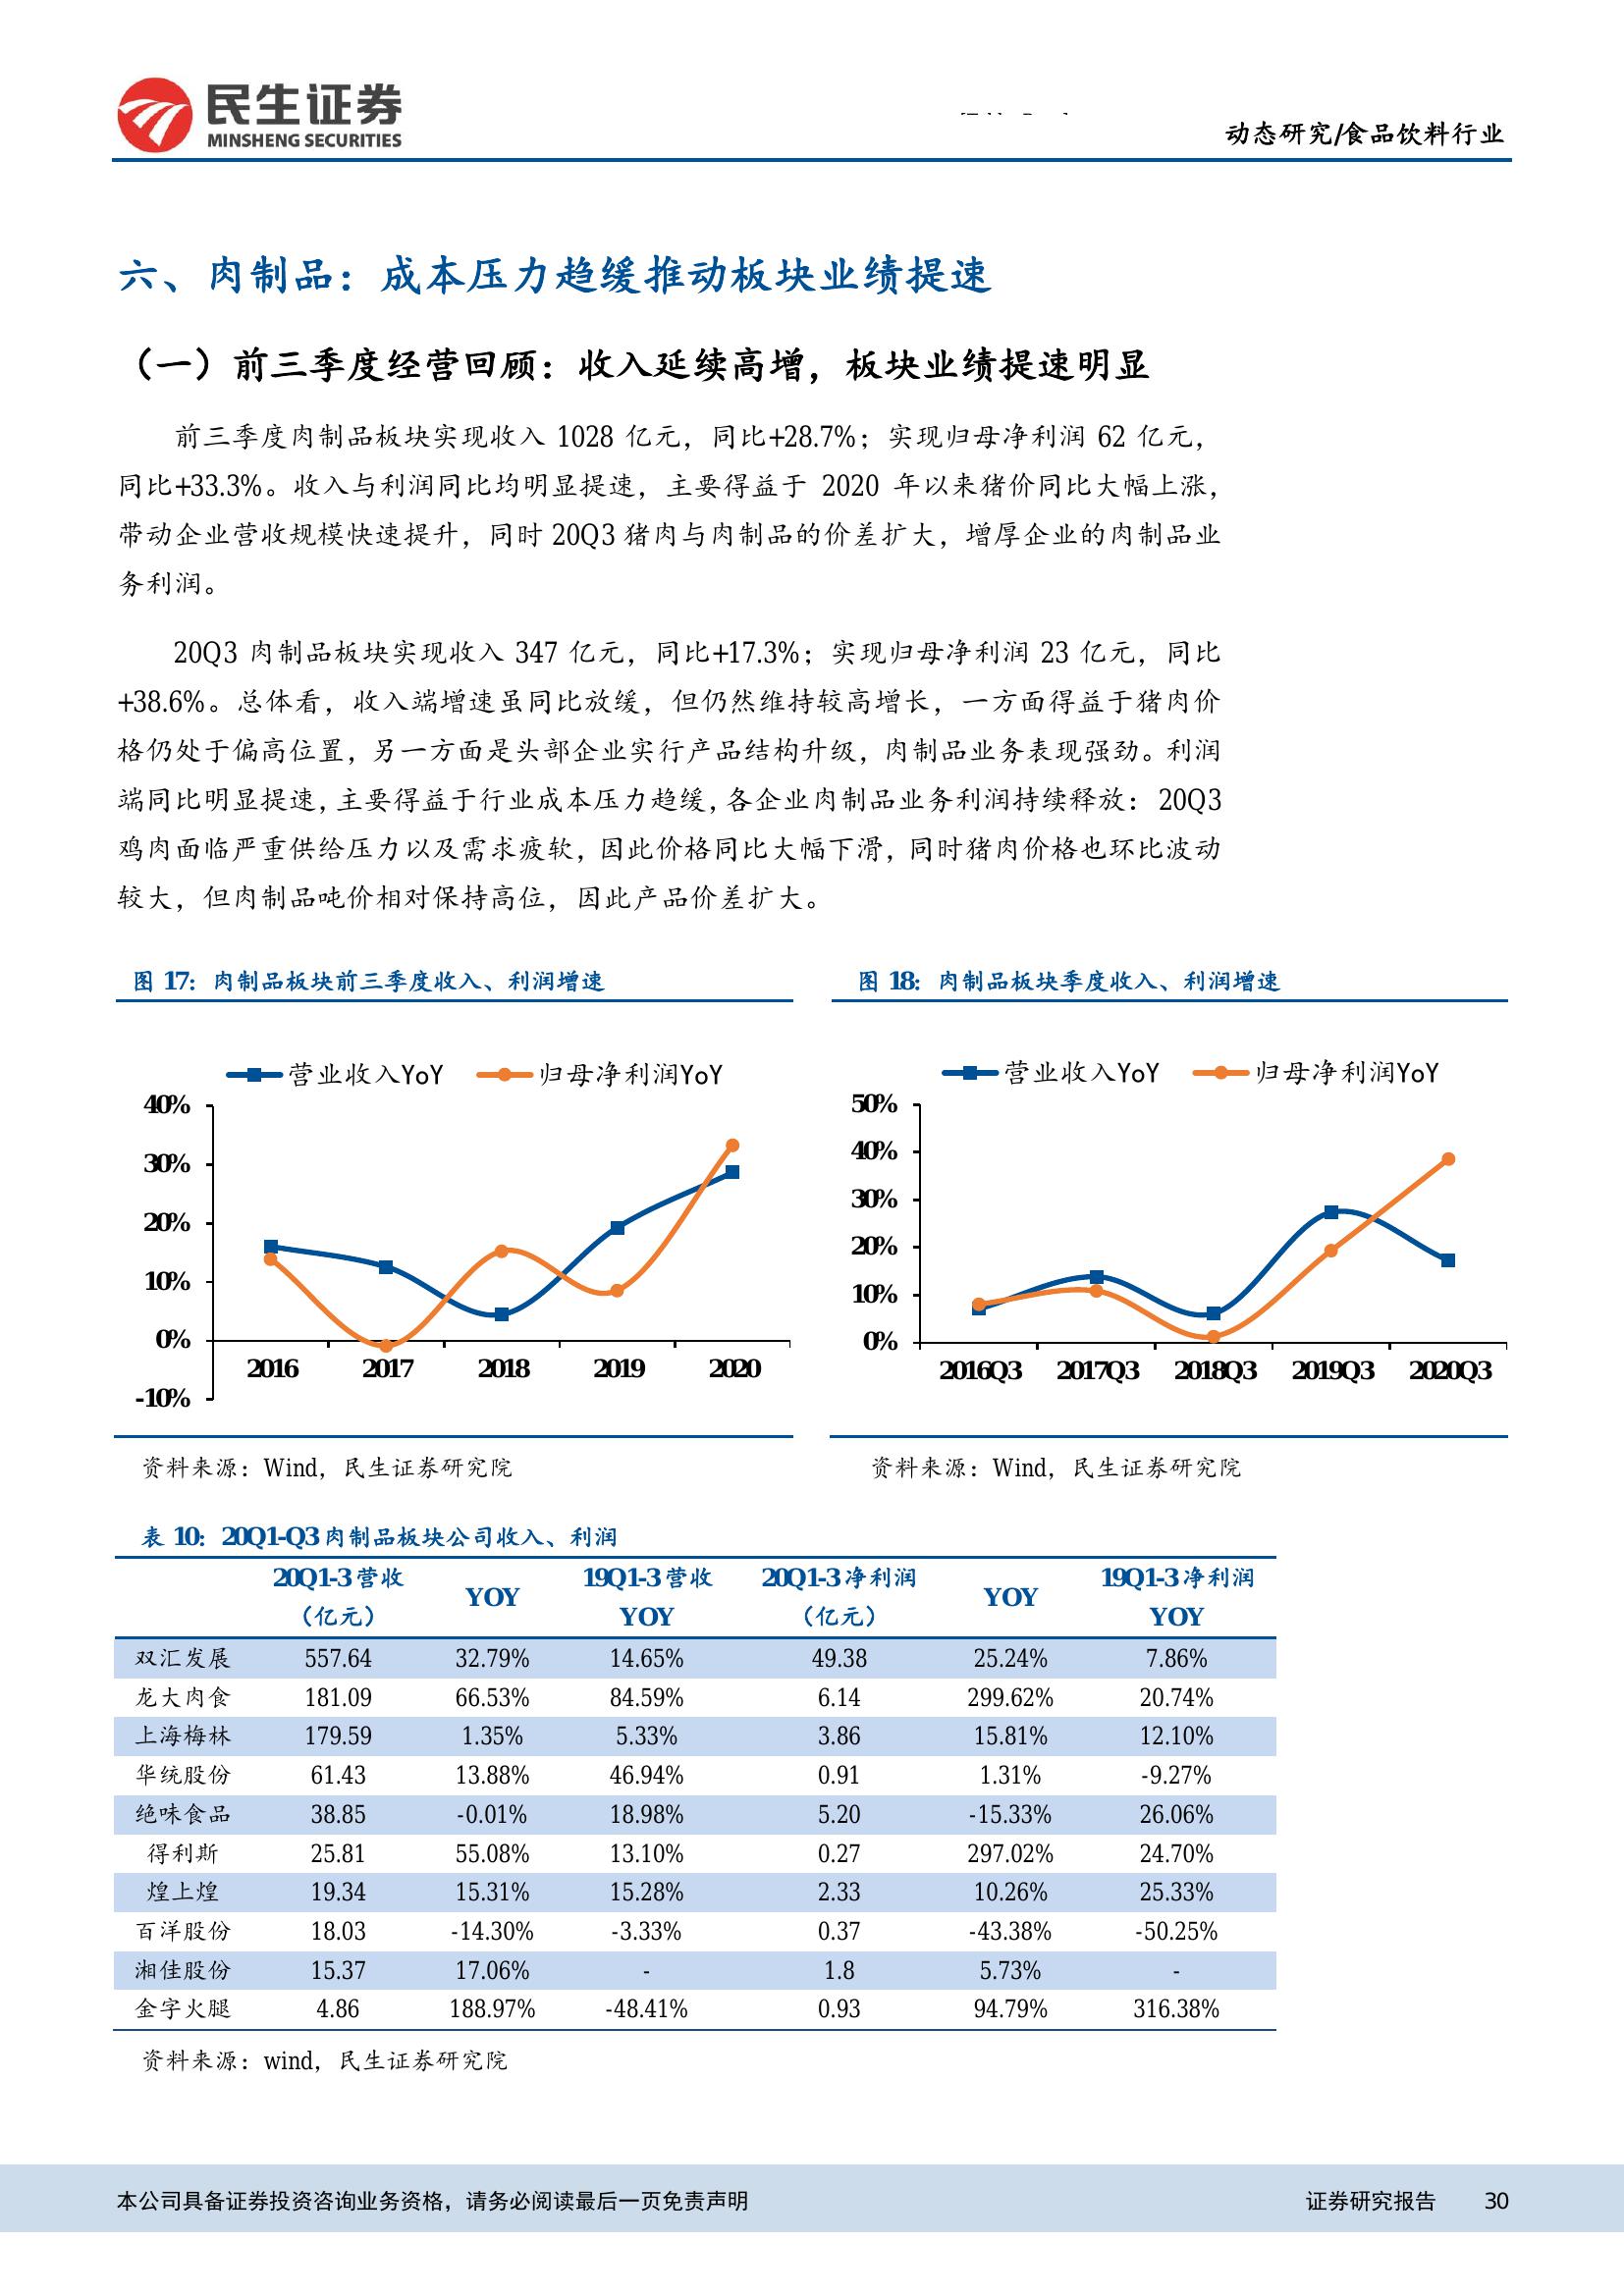 民生证券
MINSHENG SECURITIES
动态研究/食品饮料行业
六、肉制品：成本压力趋缓推动板块业绩提速
（一）前三季度经营回顾：收入延续高增，板块业绩提速明显
前三季度肉制品板块实现收入 1028 亿元，同比+28.7%；实现归母净利润 62 亿元，
同比+33.3%。收入与利润同比均明显提速，主要得益于 2020 年以来猪价同比大幅上涨，
带动企业营收规模快速提升，同时 20Q3 猪肉与肉制品的价差扩大，增厚企业的肉制品业
务利润。
20Q3 肉制品板块实现收入 347 亿元，同比+17.3%；实现归母净利润 23 亿元，同比
+38.6%。总体看，收入端增速虽同比放缓，但仍然维持较高增长，一方面得益于猪肉价
格仍处于偏高位置，另一方面是头部企业实行产品结构升级，肉制品业务表现强劲。利润
端同比明显提速，主要得益于行业成本压力趋缓，各企业肉制品业务利润持续释放：20Q3
鸡肉面临严重供给压力以及需求疲软，因此价格同比大幅下滑，同时猪肉价格也环比波动
较大，但肉制品吨价相对保持高位，因此产品价差扩大。
图 17：肉制品板块前三季度收入、利润增速
营业收入YoY 归母净利润YoY
40%
30%
20%
10%
0%
-10%
2016 2017 2018 2019 2020
资料来源：Wind，民生证券研究院
图 18：肉制品板块季度收入、利润增速
营业收入YoY 归母净利润YoY
50%
40%
30%
20%
10%
0%
2016Q3 2017Q3 2018Q3 2019Q3 2020Q3
资料来源：Wind，民生证券研究院
表 10：20Q1-Q3 肉制品板块公司收入、利润
20Q1-3 营收 YOY 19Q1-3 营收 20Q1-3 净利润 YOY 19Q1-3 净利润
（亿元） YOY （亿元） YOY
双汇发展 557.64 32.79% 14.65% 49.38 25.24% 7.86%
龙大肉食 181.09 66.53% 84.59% 6.14 299.62% 20.74%
上海梅林 179.59 1.35% 5.33% 3.86 15.81% 12.10%
华统股份 61.43 13.88% 46.94% 0.91 1.31% -9.27%
绝味食品 38.85 -0.01% 18.98% 5.20 -15.33% 26.06%
得利斯 25.81 55.08% 13.10% 0.27 297.02% 24.70%
煌上煌 19.34 15.31% 15.28% 2.33 10.26% 25.33%
百洋股份 18.03 -14.30% -3.33% 0.37 -43.38% -50.25%
湘佳股份 15.37 17.06% - 1.8 5.73% -
金字火腿 4.86 188.97% -48.41% 0.93 94.79% 316.38%
资料来源：wind，民生证券研究院
本公司具备证券投资咨询业务资格，请务必阅读最后一页免责声明 证券研究报告 30